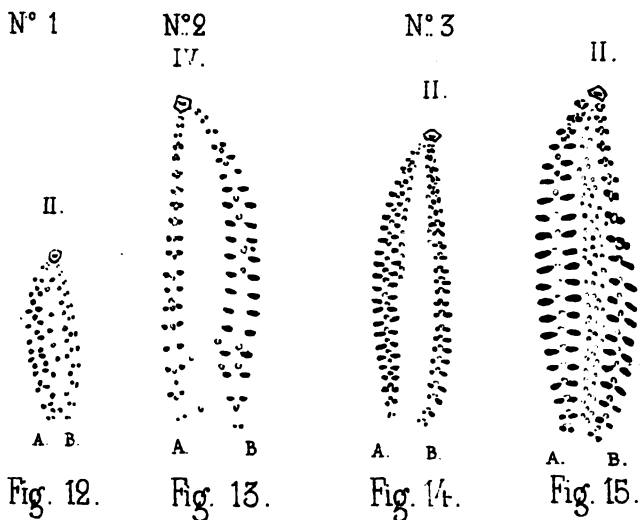 N° 1 N° 2 N° 3
IV. II. II.
II.
A. B. A. B A. B. A. B.
Fig. 12. Fig. 13. Fig. 14. Fig. 15.